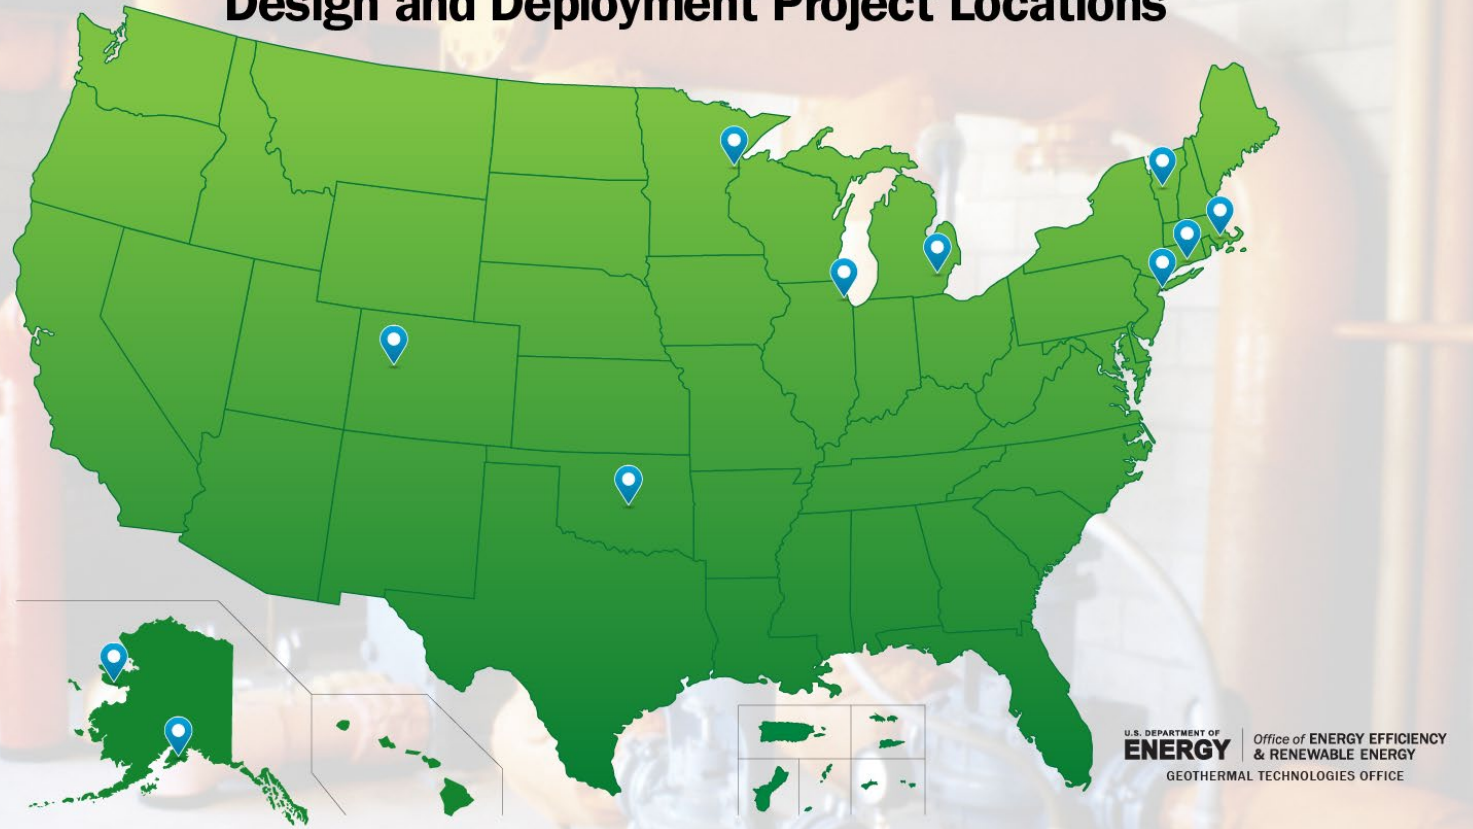 Design and Deployment Project Locations
U.S. DEPARTMENT OF
ENERGY
Office of ENERGY EFFICIENCY
& RENEWABLE ENERGY
GEOTHERMAL TECHNOLOGIES OFFICE